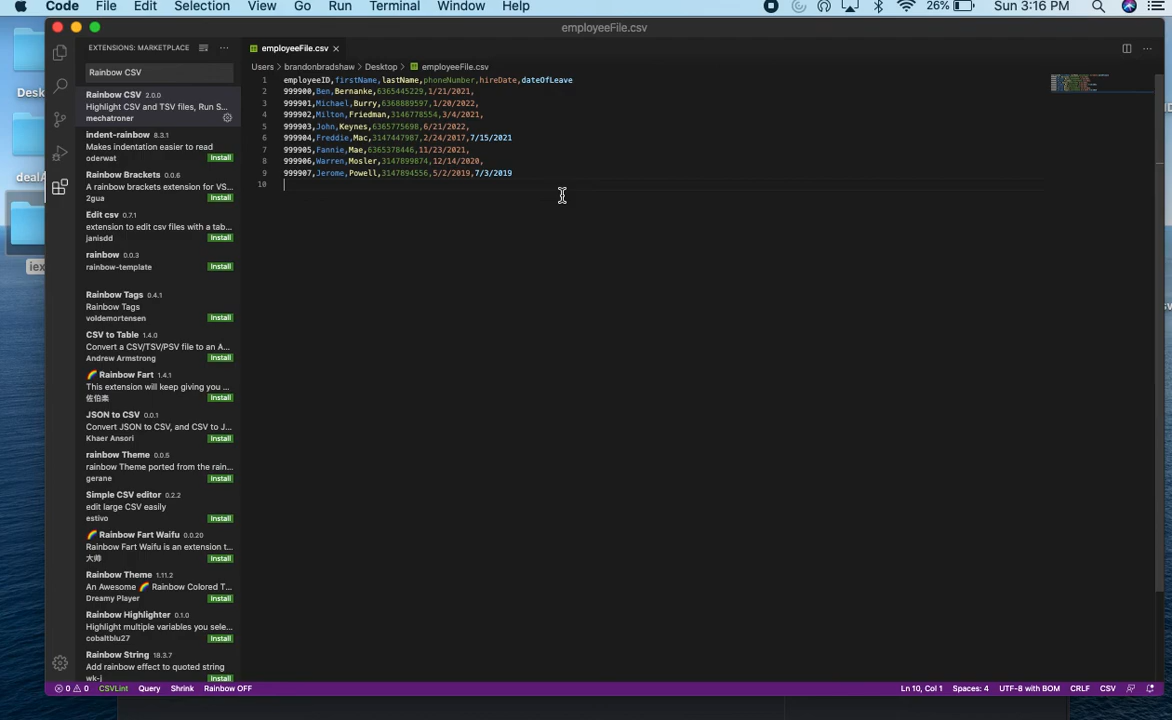 Code File Edit Selection View Go Run Terminal Window Help 26% Sun 3:16 PM
employeeFile.csv
EXTENSIONS: MARKETPLACE
employeeFile.csv
Rainbow CSV
Users > brandonbradshaw > Desktop > employeeFile.csv
1 employeeID,firstName,lastName,phoneNumber,hireDate,dateOfLeave
2 999900,Ben,Bernanke,6365445229,1/21/2021,
3 999901,Michael,Burry,6368889597,1/20/2022,
4 999902,Milton,Friedman,3146778554,3/4/2021,
5 999903,John,Keynes,6365775698,6/21/2022,
6 999904,Freddie,Mac,3147447987,2/24/2017,7/15/2021
7 999905,Fannie,Mae,6365378446,11/23/2021,
8 999906,Warren,Mosler,3147899874,12/14/2020,
9 999907,Jerome,Powell,3147894556,5/2/2019,7/3/2019
10
Rainbow CSV 2.0.0
Highlight CSV and TSV files, Run S...
mechatroner
indent-rainbow 8.3.1
Makes indentation easier to read
oderwat Install
Rainbow Brackets 0.0.6
A rainbow brackets extension for VS...
2gua Install
Edit csv 0.7.2
extension to edit csv files with a tab...
janisdd Install
rainbow 0.0.3
rainbow-template Install
Rainbow Tags 0.4.1
Rainbow Tags
voldemortensen Install
CSV to Table 1.4.0
Convert a CSV/TSV/PSV file to an A...
Andrew Armstrong Install
🌈 Rainbow Fart 1.4.1
This extension will keep giving you ...
佐伯楽 Install
JSON to CSV 0.0.1
Convert JSON to CSV, and CSV to J...
Khaer Ansori Install
rainbow Theme 0.0.6
rainbow Theme ported from the rain...
gerane Install
Simple CSV editor 0.2.2
edit large CSV easily
estivo Install
🌈 Rainbow Fart Waifu 0.0.20
Rainbow Fart Waifu is an extension t...
大帅 Install
Rainbow Theme 1.11.2
An Awesome 🌈 Rainbow Colored T...
Dreamy Player Install
Rainbow Highlighter 0.1.0
Highlight multiple variables you sele...
cobaltblu27 Install
Rainbow String 18.3.7
Add rainbow effect to quoted string
wk-j Install
0 0 CSVLint Query Shrink Rainbow OFF Ln 10, Col 1 Spaces: 4 UTF-8 with BOM CRLF CSV
Desk
dealA
iex